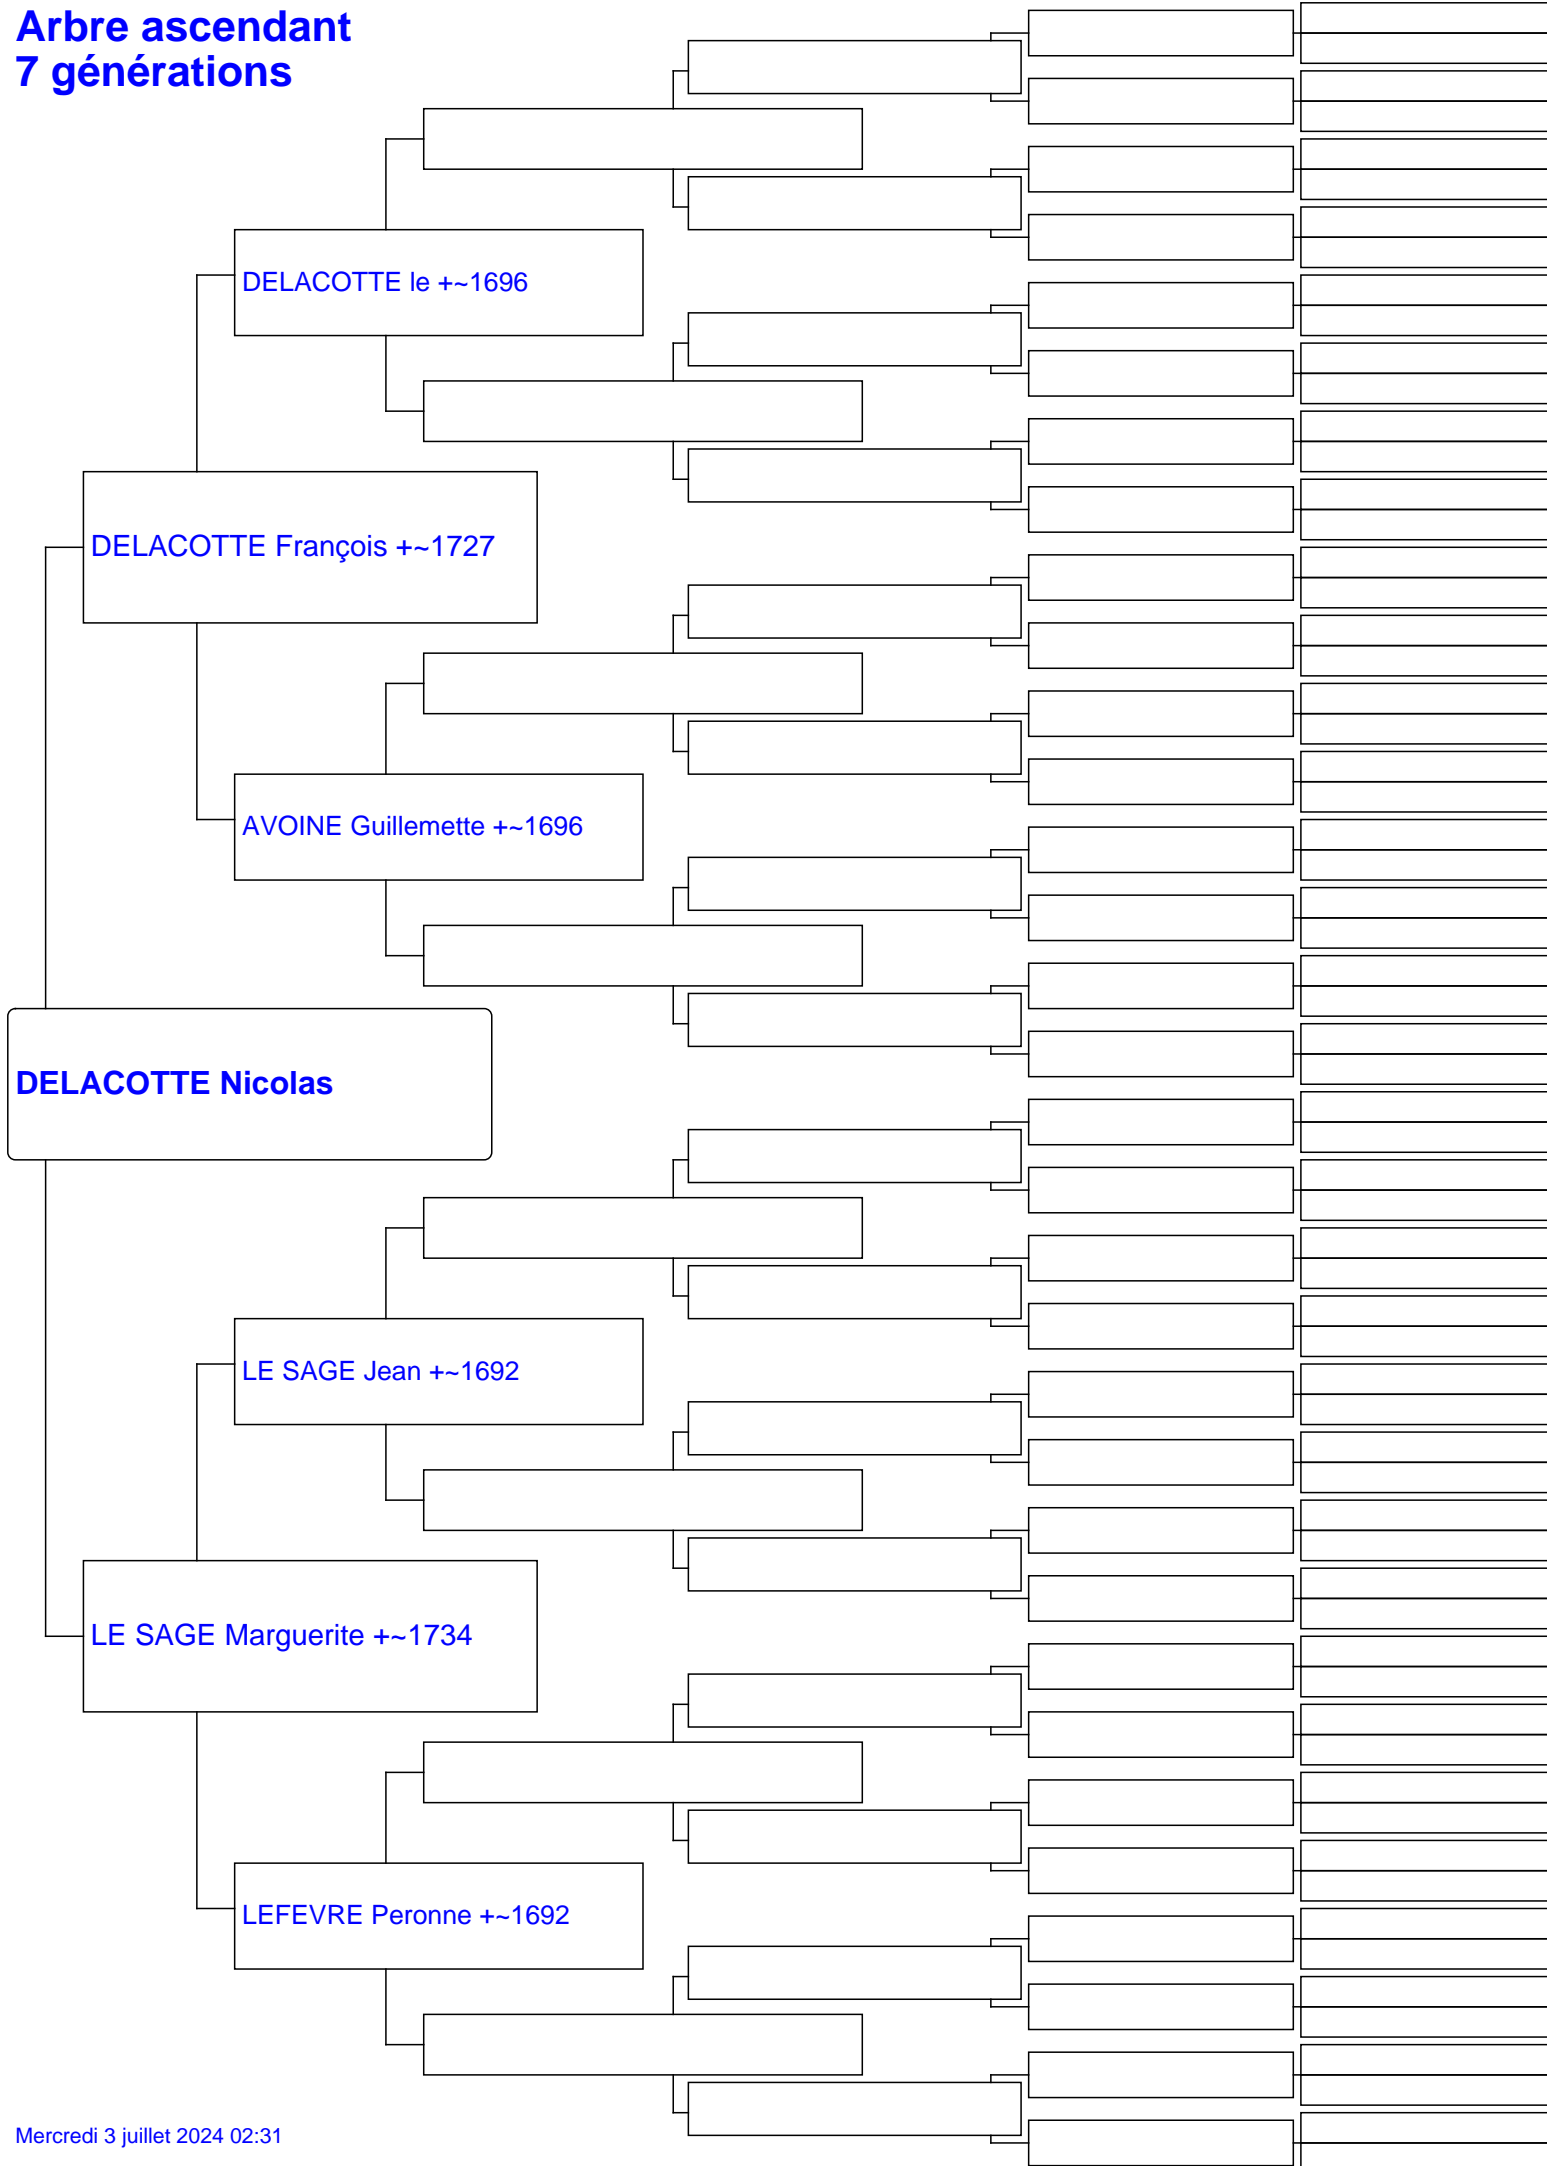 Arbre ascendant
7 générations
DELACOTTE le +~1696
DELACOTTE François +~1727
AVOINE Guillemette +~1696
DELACOTTE Nicolas
LE SAGE Jean +~1692
LE SAGE Marguerite +~1734
LEFEVRE Peronne +~1692
Mercredi 3 juillet 2024 02:31